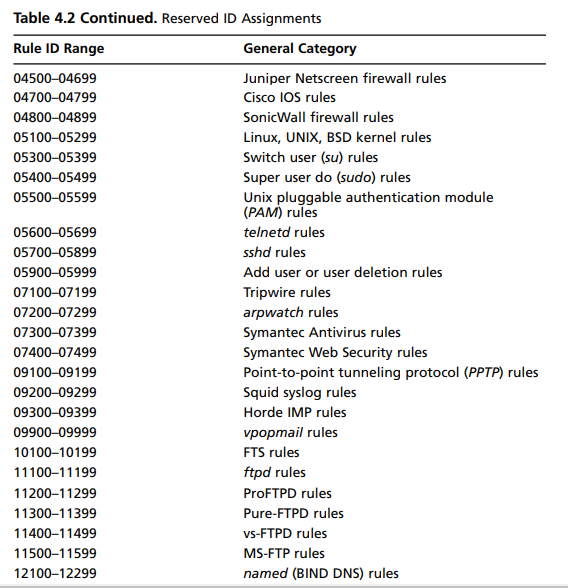 Table 4.2 Continued. Reserved ID Assignments
Rule ID Range General Category
04500–04699 Juniper Netscreen firewall rules
04700–04799 Cisco IOS rules
04800–04899 SonicWall firewall rules
05100–05299 Linux, UNIX, BSD kernel rules
05300–05399 Switch user (su) rules
05400–05499 Super user do (sudo) rules
05500–05599 Unix pluggable authentication module
(PAM) rules
05600–05699 telnetd rules
05700–05899 sshd rules
05900–05999 Add user or user deletion rules
07100–07199 Tripwire rules
07200–07299 arpwatch rules
07300–07399 Symantec Antivirus rules
07400–07499 Symantec Web Security rules
09100–09199 Point-to-point tunneling protocol (PPTP) rules
09200–09299 Squid syslog rules
09300–09399 Horde IMP rules
09900–09999 vpopmail rules
10100–10199 FTS rules
11100–11199 ftpd rules
11200–11299 ProFTPD rules
11300–11399 Pure-FTPD rules
11400–11499 vs-FTPD rules
11500–11599 MS-FTP rules
12100–12299 named (BIND DNS) rules